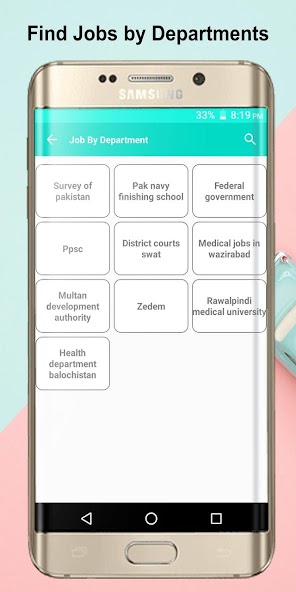 Find Jobs by Departments
SAMSUNG
33% 8:19 PM
Job By Department
Survey of
pakistan
Pak navy
finishing school
Federal
government
Ppsc
District courts
swat
Medical jobs in
wazirabad
Multan
development
authority
Zedem
Rawalpindi
medical university
Health
department
balochistan